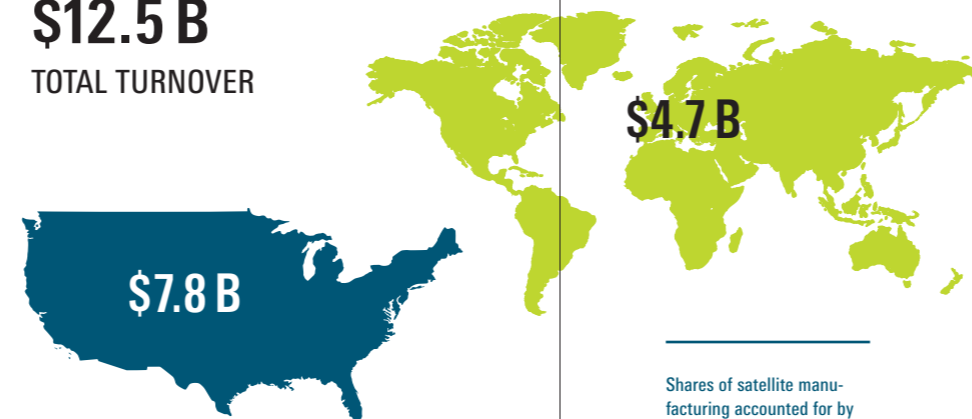 $12.5 B
TOTAL TURNOVER
$4.7 B
$7.8 B
Shares of satellite manu-
facturing accounted for by